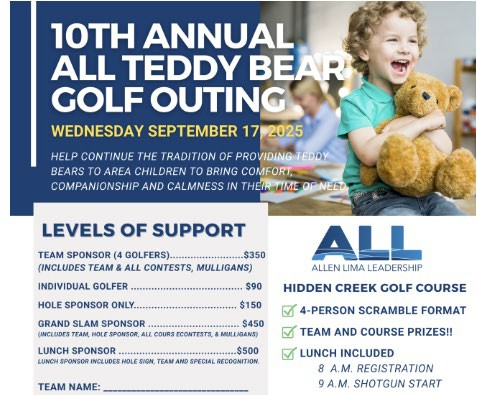 10TH ANNUAL
ALL TEDDY BEAR
GOLF OUTING
WEDNESDAY SEPTEMBER 17, 2025
HELP CONTINUE THE TRADITION OF PROVIDING TEDDY
BEARS TO AREA CHILDREN TO BRING COMFORT,
COMPANIONSHIP AND CALMNESS IN THEIR TIME OF NEED.
LEVELS OF SUPPORT
TEAM SPONSOR (4 GOLFERS)......................$350
(INCLUDES TEAM & ALL CONTESTS, MULLIGANS)
INDIVIDUAL GOLFER ................................ $90
HOLE SPONSOR ONLY............................. $150
GRAND SLAM SPONSOR .......................... $450
(INCLUDES TEAM, HOLE SPONSOR, ALL COURS ECONTESTS, & MULLIGANS)
LUNCH SPONSOR ...................................$500
LUNCH SPONSOR INCLUDES HOLE SIGN, TEAM AND SPECIAL RECOGNITION.
TEAM NAME: ______________________________
ALL
ALLEN LIMA LEADERSHIP
HIDDEN CREEK GOLF COURSE
4-PERSON SCRAMBLE FORMAT
TEAM AND COURSE PRIZES!!
LUNCH INCLUDED
8 A.M. REGISTRATION
9 A.M. SHOTGUN START